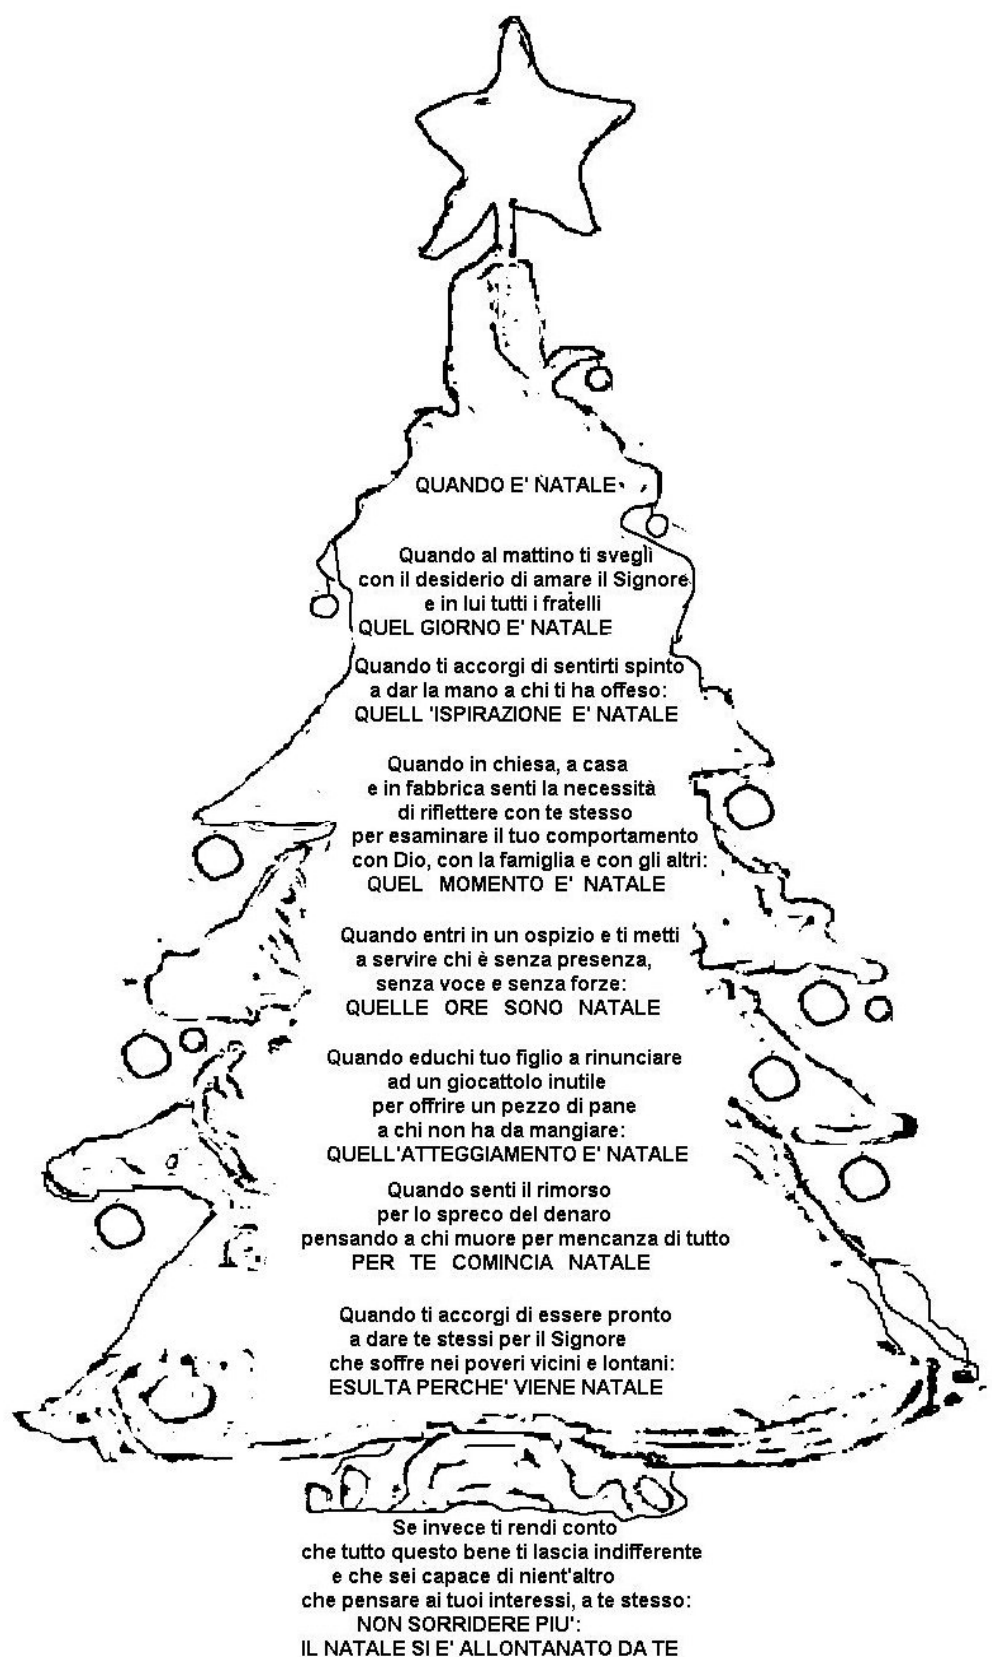 QUANDO E' NATALE
Quando al mattino ti svegli
con il desiderio di amare il Signore
e in lui tutti i fratelli
QUEL GIORNO E' NATALE
Quando ti accorgi di sentirti spinto
a dar la mano a chi ti ha offeso:
QUELL 'ISPIRAZIONE E' NATALE
Quando in chiesa, a casa
e in fabbrica senti la necessità
di riflettere con te stesso
per esaminare il tuo comportamento
con Dio, con la famiglia e con gli altri:
QUEL MOMENTO E' NATALE
Quando entri in un ospizio e ti metti
a servire chi è senza presenza,
senza voce e senza forze:
QUELLE ORE SONO NATALE
Quando educhi tuo figlio a rinunciare
ad un giocattolo inutile
per offrire un pezzo di pane
a chi non ha da mangiare:
QUELL'ATTEGGIAMENTO E' NATALE
Quando senti il rimorso
per lo spreco del denaro
pensando a chi muore per mencanza di tutto
PER TE COMINCIA NATALE
Quando ti accorgi di essere pronto
a dare te stessi per il Signore
che soffre nei poveri vicini e lontani:
ESULTA PERCHE' VIENE NATALE
Se invece ti rendi conto
che tutto questo bene ti lascia indifferente
e che sei capace di nient'altro
che pensare ai tuoi interessi, a te stesso:
NON SORRIDERE PIU':
IL NATALE SI E' ALLONTANATO DA TE